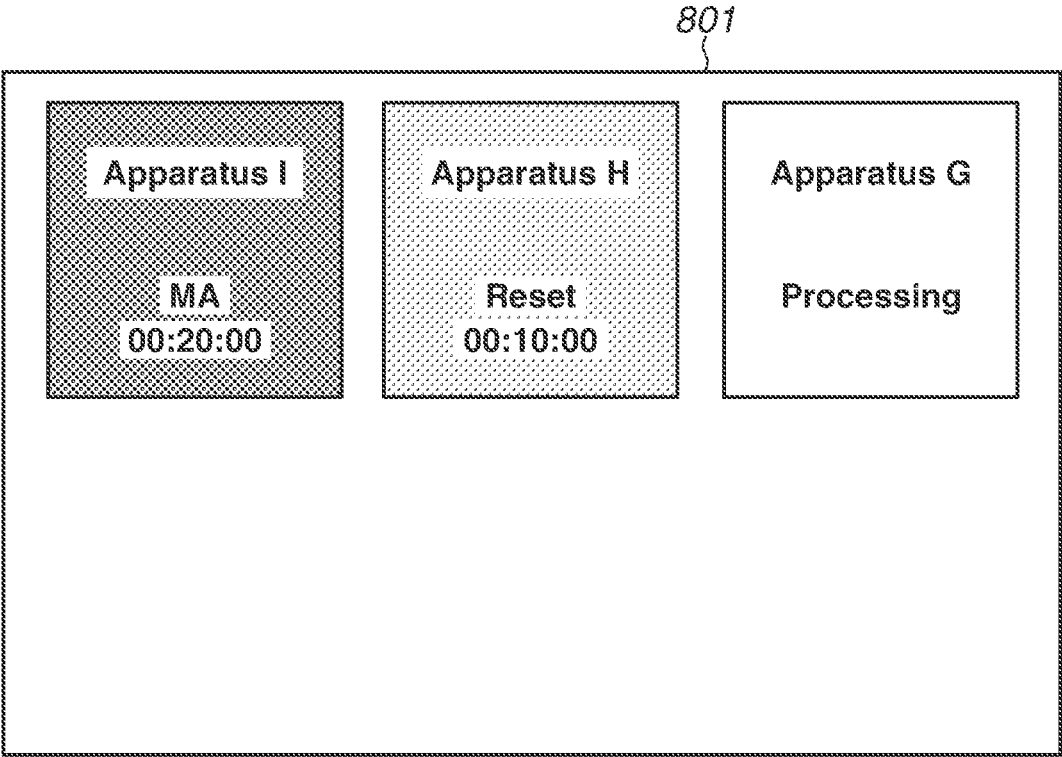 801
Apparatus I
MA
00:20:00
Apparatus H
Reset
00:10:00
Apparatus G
Processing